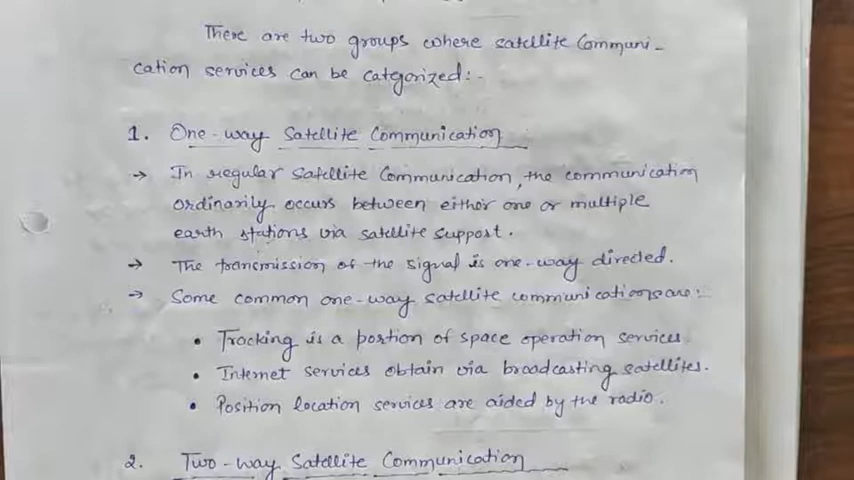 There are two groups where satellite Communi-
cation services can be categorized:-
1. One-way Satellite Communication
→ In regular satellite Communication, the communication
ordinarily occurs between either one or multiple
earth stations via satellite support.
→ The transmission of the signal is one-way directed.
→ Some common one-way satellite communications are:-
• Tracking is a portion of space operation services
• Internet services obtain via broadcasting satellites.
• Position location services are aided by the radio.
2. Two-way Satellite Communication